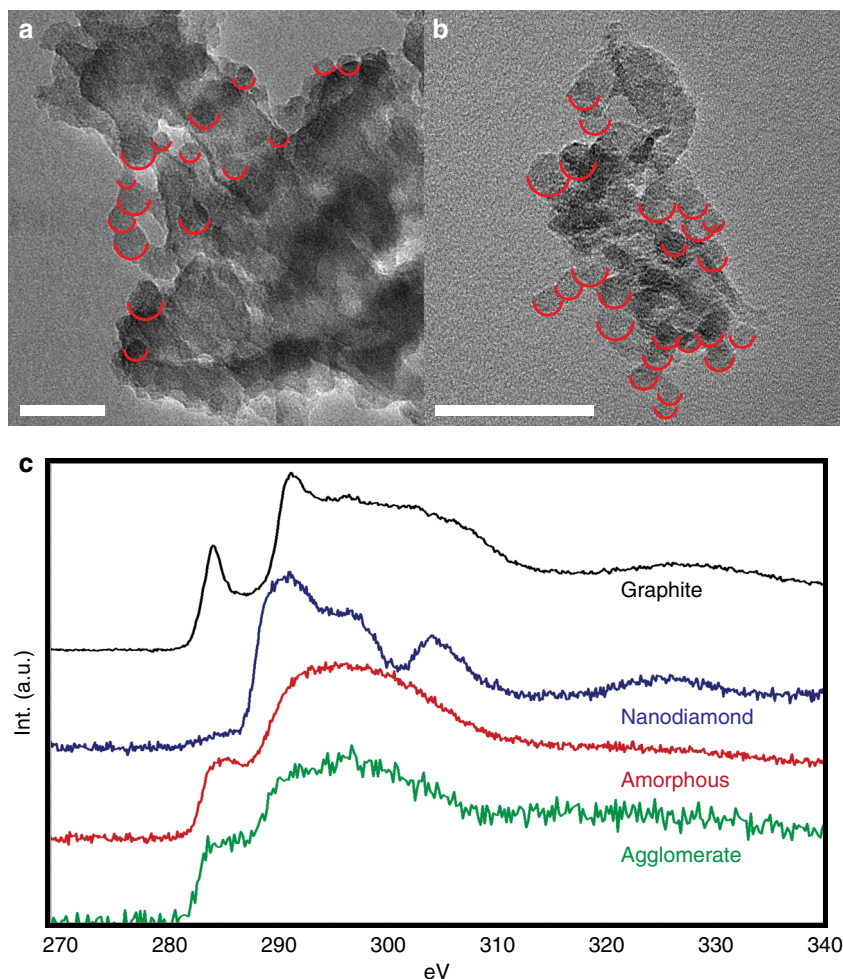 a
b
c
Graphite
Nanodiamond
Amorphous
Agglomerate
Int. (a.u.)
270 280 290 300 310 320 330 340
eV